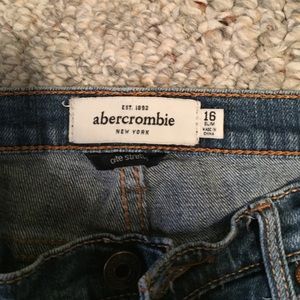 EST. 1892
abercrombie
NEW YORK
16
SLIM
MADE IN
CHINA